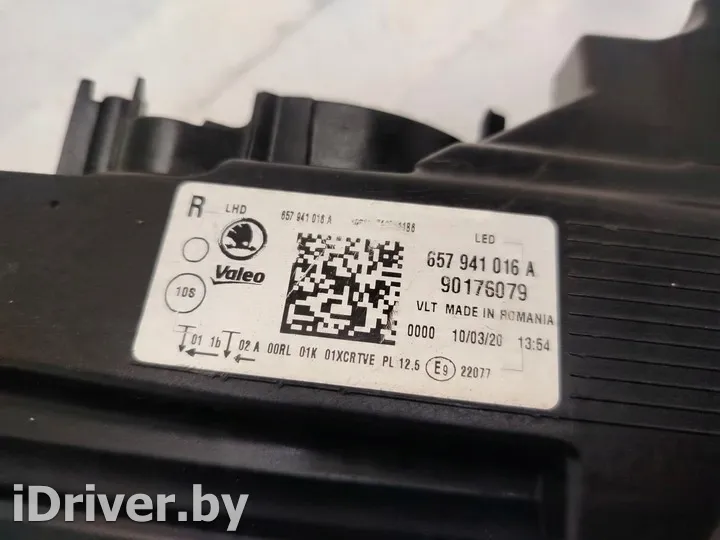 R LHD 657 941 016 A LED
Valeo
657 941 016 A
90176079
VLT MADE IN ROMANIA
10S
0000 10/03/20 13:54
01 1b 02 A 00RL 01K 01XCRTVE PL 12.5 E9 22077
iDriver.by